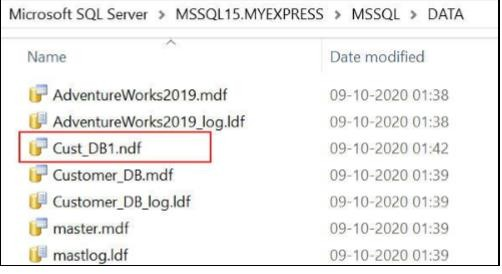 Microsoft SQL Server > MSSQL15.MYEXPRESS > MSSQL > DATA
Name Date modified
AdventureWorks2019.mdf 09-10-2020 01:38
AdventureWorks2019_log.ldf 09-10-2020 01:38
Cust_DB1.ndf 09-10-2020 01:42
Customer_DB.mdf 09-10-2020 01:39
Customer_DB_log.ldf 09-10-2020 01:39
master.mdf 09-10-2020 01:39
mastlog.ldf 09-10-2020 01:39